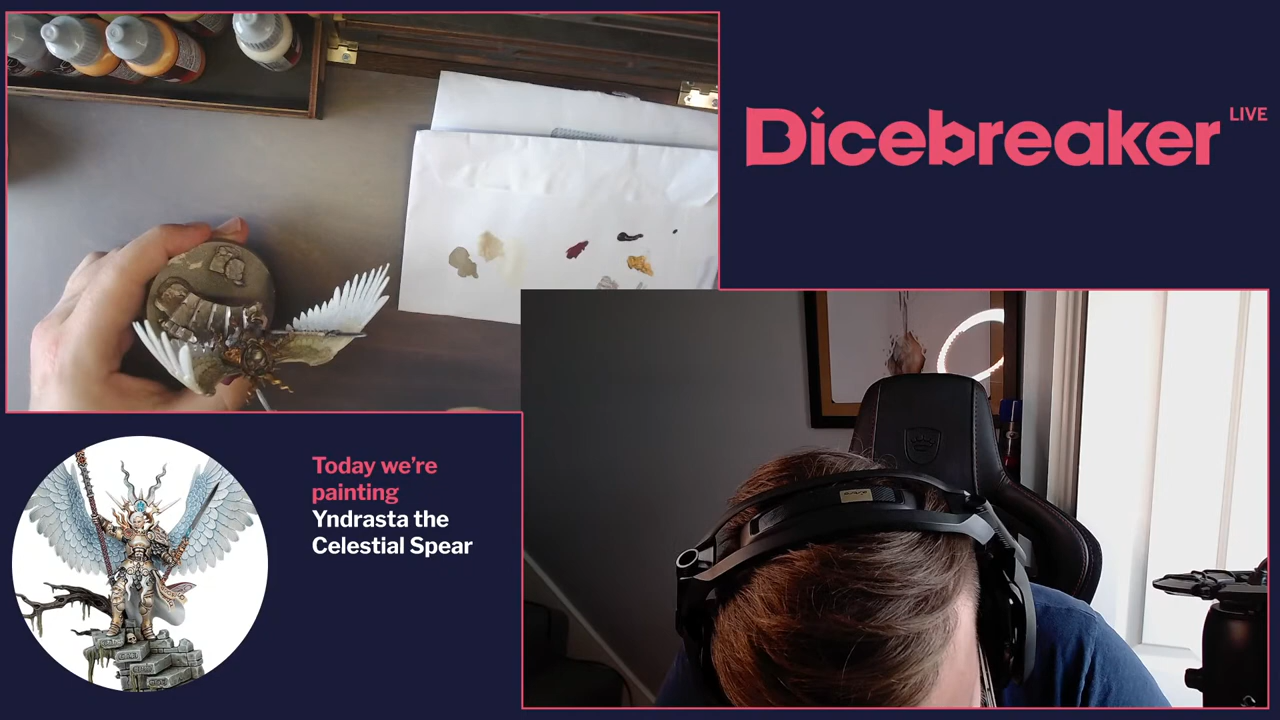 Dicebreaker LIVE
Today we're
painting
Yndrasta the
Celestial Spear